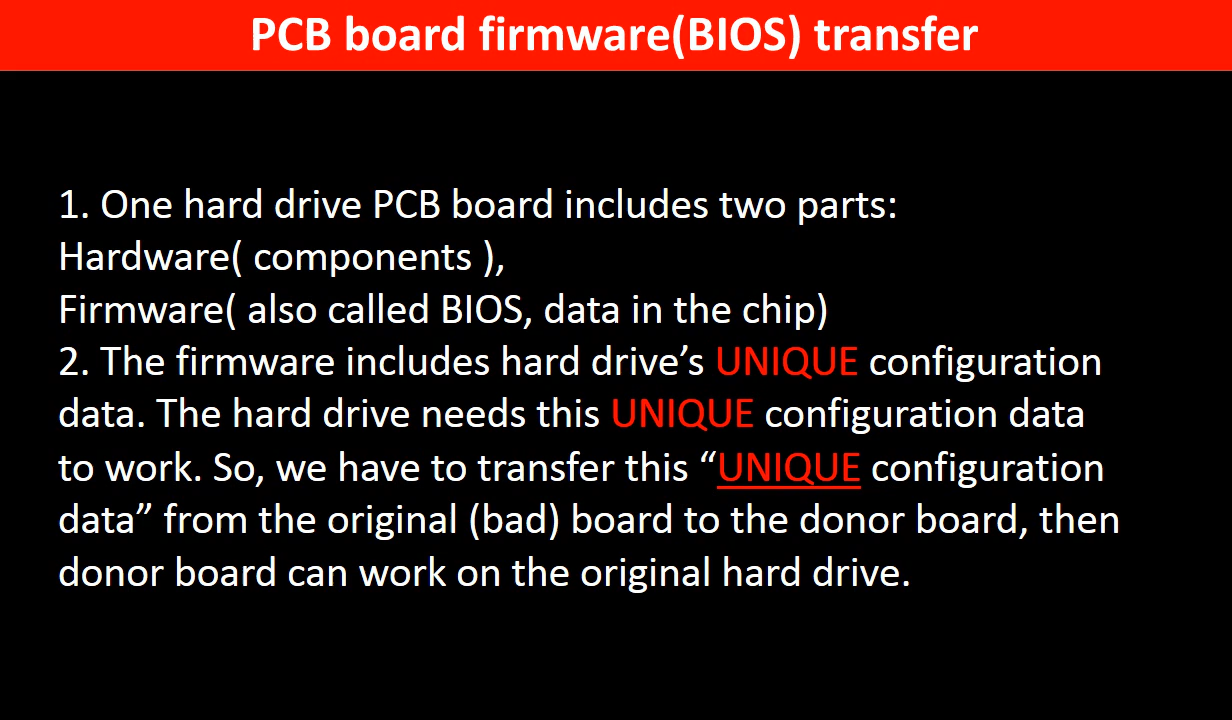 PCB board firmware(BIOS) transfer
1. One hard drive PCB board includes two parts:
Hardware( components ),
Firmware( also called BIOS, data in the chip)
2. The firmware includes hard drive’s UNIQUE configuration
data. The hard drive needs this UNIQUE configuration data
to work. So, we have to transfer this “UNIQUE configuration
data” from the original (bad) board to the donor board, then
donor board can work on the original hard drive.